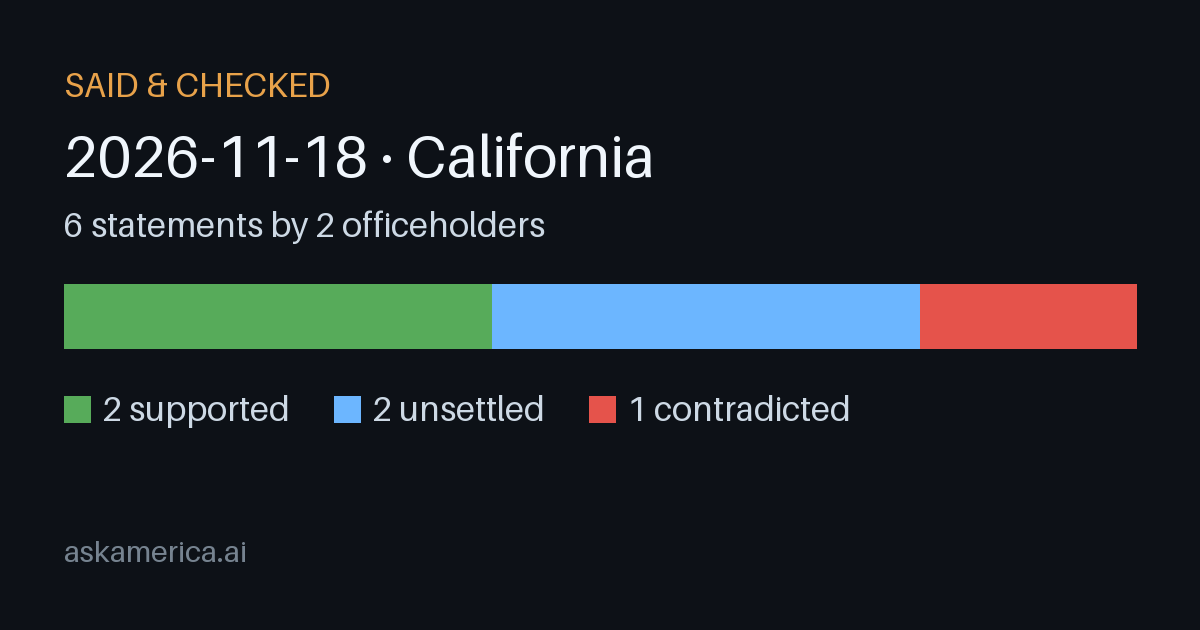 SAID & CHECKED
2026-11-18 · California
6 statements by 2 officeholders
2 supported 2 unsettled 1 contradicted
askamerica.ai